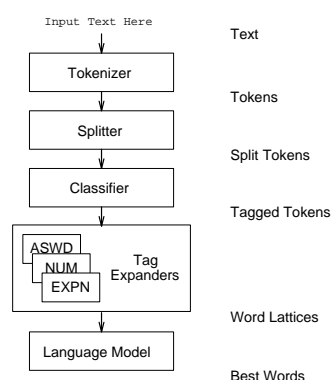 Input Text Here
Text
Tokenizer
Tokens
Splitter
Split Tokens
Classifier
Tagged Tokens
ASWD
NUM
EXPN
Tag
Expanders
Word Lattices
Language Model
Best Words